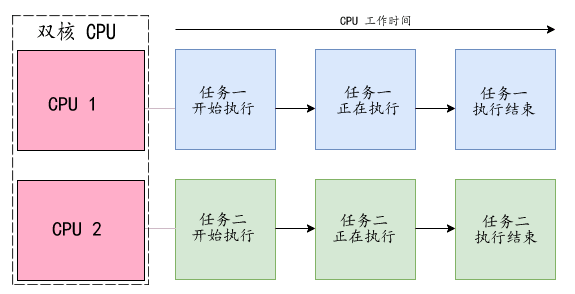 双核 CPU
CPU 工作时间
CPU 1
任务一
开始执行
任务一
正在执行
任务一
执行结束
CPU 2
任务二
开始执行
任务二
正在执行
任务二
执行结束